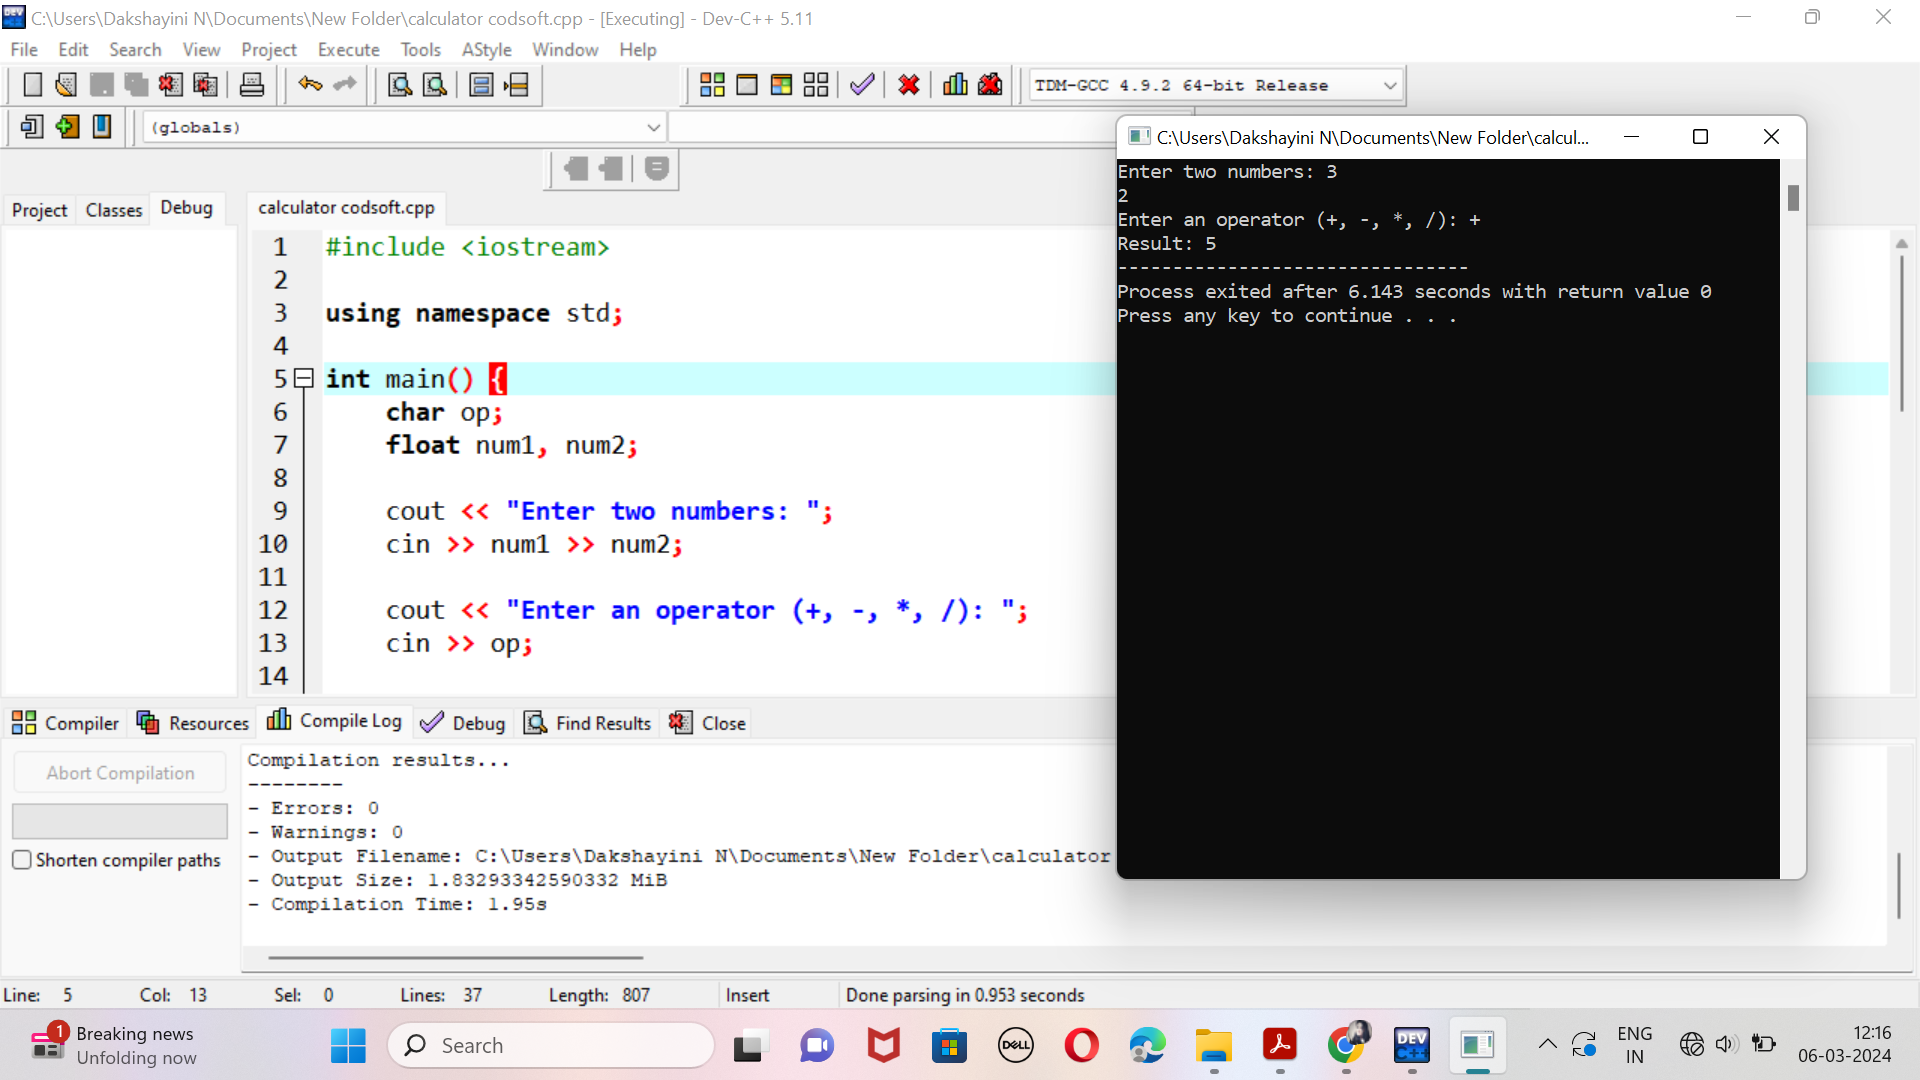 C:\Users\Dakshayini N\Documents\New Folder\calculator codsoft.cpp - [Executing] - Dev-C++ 5.11
File Edit Search View Project Execute Tools AStyle Window Help
TDM-GCC 4.9.2 64-bit Release
(globals)
Project Classes Debug
calculator codsoft.cpp
1 #include <iostream>
2
3 using namespace std;
4
5 int main() {
6 char op;
7 float num1, num2;
8
9 cout << "Enter two numbers: ";
10 cin >> num1 >> num2;
11
12 cout << "Enter an operator (+, -, *, /): ";
13 cin >> op;
14
C:\Users\Dakshayini N\Documents\New Folder\calcul...
Enter two numbers: 3
2
Enter an operator (+, -, *, /): +
Result: 5
--------------------------------
Process exited after 6.143 seconds with return value 0
Press any key to continue . . .
Compiler Resources Compile Log Debug Find Results Close
Abort Compilation
Shorten compiler paths
Compilation results...
--------
- Errors: 0
- Warnings: 0
- Output Filename: C:\Users\Dakshayini N\Documents\New Folder\calculator
- Output Size: 1.83293342590332 MiB
- Compilation Time: 1.95s
Line: 5 Col: 13 Sel: 0 Lines: 37 Length: 807 Insert Done parsing in 0.953 seconds
1
Breaking news
Unfolding now
Search
DELL
DEV
C++
ENG
IN
12:16
06-03-2024